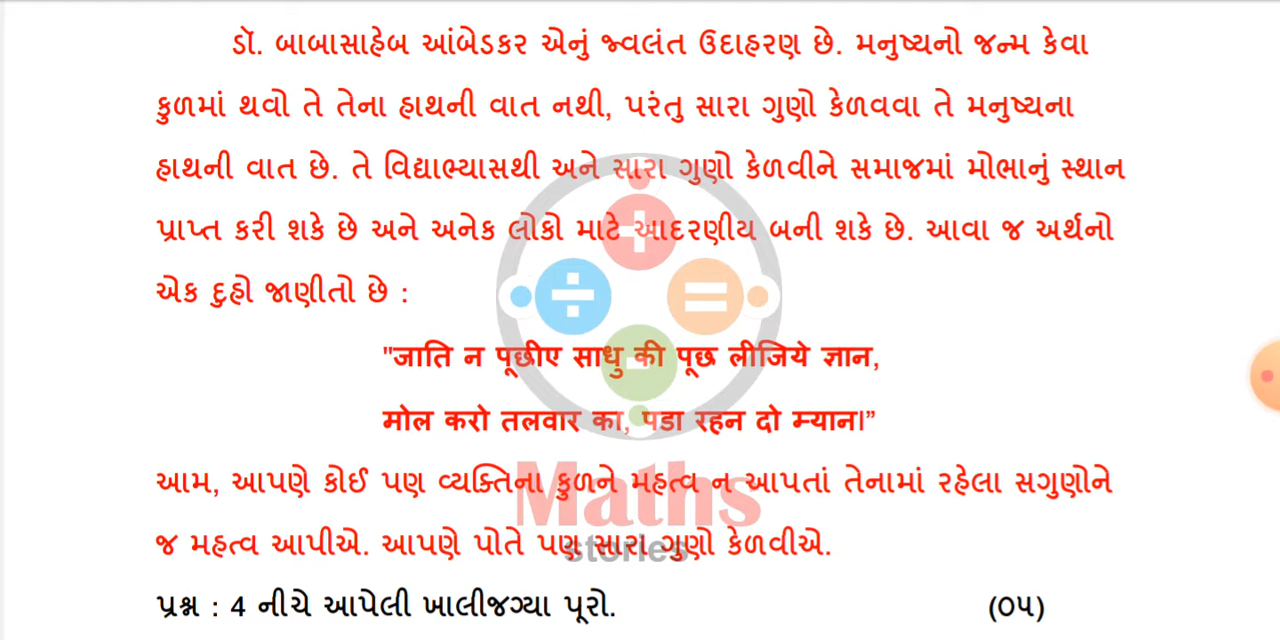 ડૉ. બાબાસાહેબ આંબેડકર એનું જ્વલંત ઉદાહરણ છે. મનુષ્યનો જન્મ કેવા
કુળમાં થવો તે તેના હાથની વાત નથી, પરંતુ સારા ગુણો કેળવવા તે મનુષ્યના
હાથની વાત છે. તે વિદ્યાભ્યાસથી અને સારા ગુણો કેળવીને સમાજમાં મોભાનું સ્થાન
પ્રાપ્ત કરી શકે છે અને અનેક લોકો માટે આદરણીય બની શકે છે. આવા જ અર્થનો
એક દુહો જાણીતો છે :
"जाति न पूछीए साधु की पूछ लीजिये ज्ञान,
मोल करो तलवार का, पडा रहन दो म्यान।”
આમ, આપણે કોઈ પણ વ્યક્તિના કુળને મહત્વ ન આપતાં તેનામાં રહેલા સગુણોને
જ મહત્વ આપીએ. આપણે પોતે પણ સારા ગુણો કેળવીએ.
Maths
stories
પ્રશ્ન : 4 નીચે આપેલી ખાલીજગ્યા પૂરો. (૦૫)